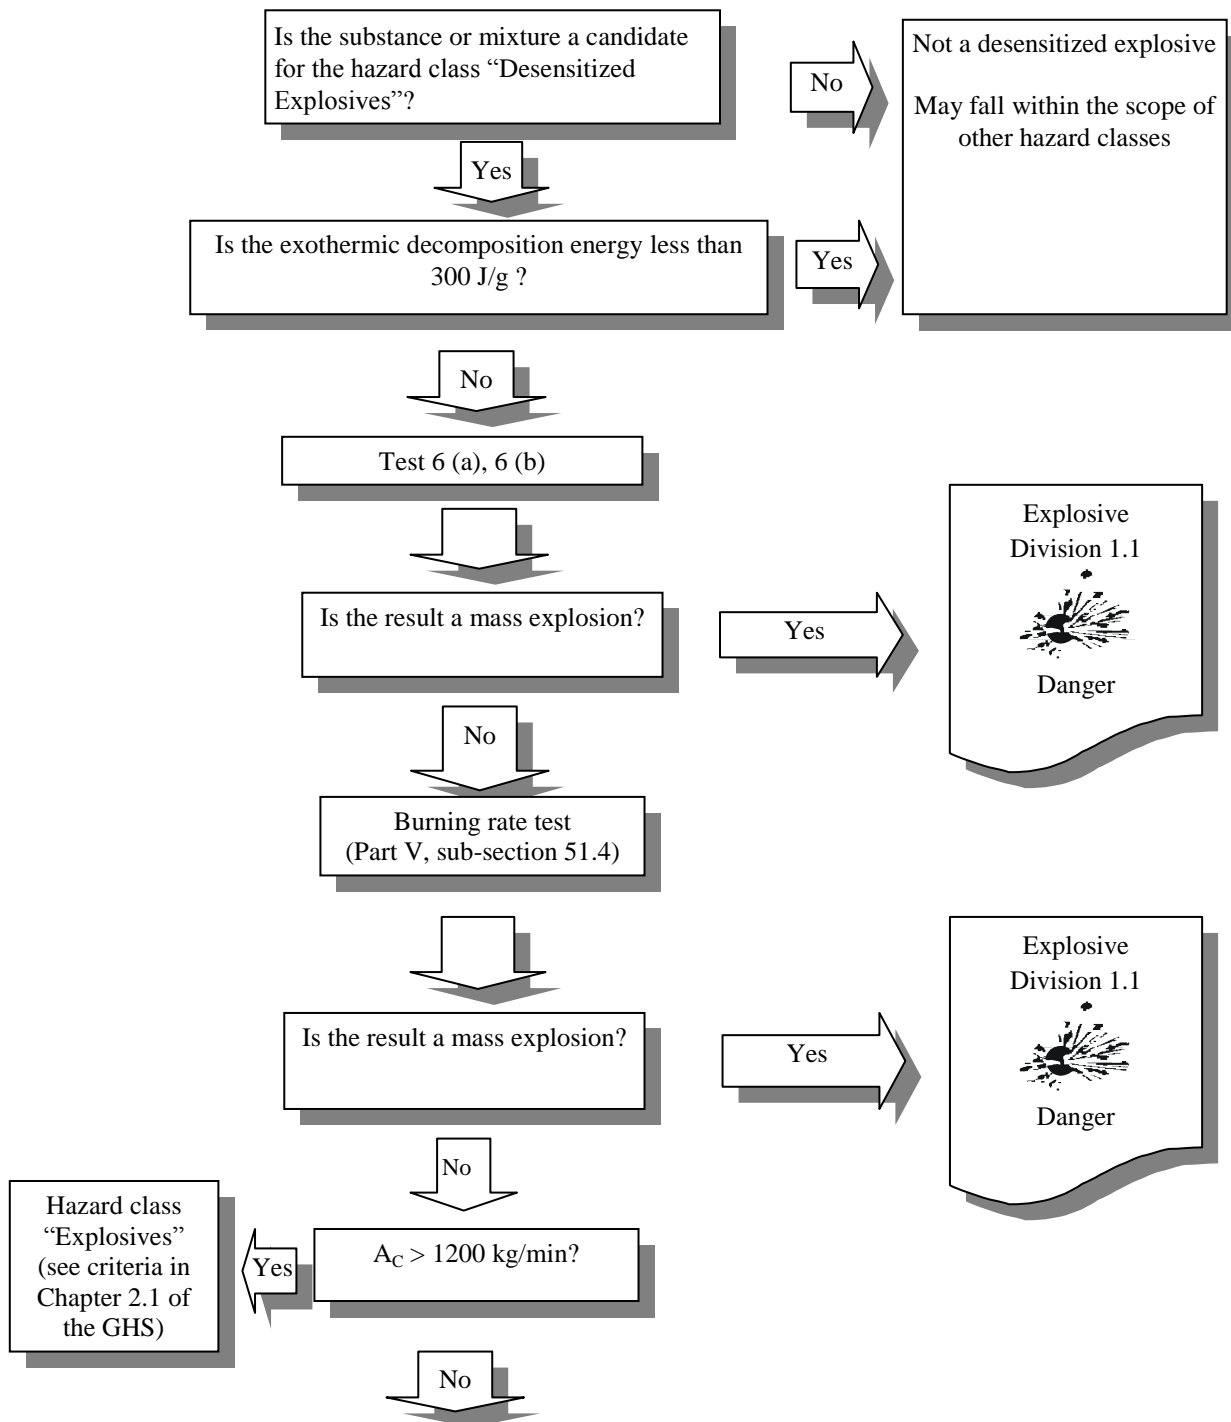 Is the substance or mixture a candidate
for the hazard class “Desensitized
Explosives”?
No
Not a desensitized explosive
May fall within the scope of
other hazard classes
Yes
Is the exothermic decomposition energy less than
300 J/g ?
Yes
No
Test 6 (a), 6 (b)
Is the result a mass explosion?
Yes
Explosive
Division 1.1
Danger
No
Burning rate test
(Part V, sub-section 51.4)
Is the result a mass explosion?
Yes
Explosive
Division 1.1
Danger
No
A_C > 1200 kg/min?
Yes
Hazard class
“Explosives”
(see criteria in
Chapter 2.1 of
the GHS)
No